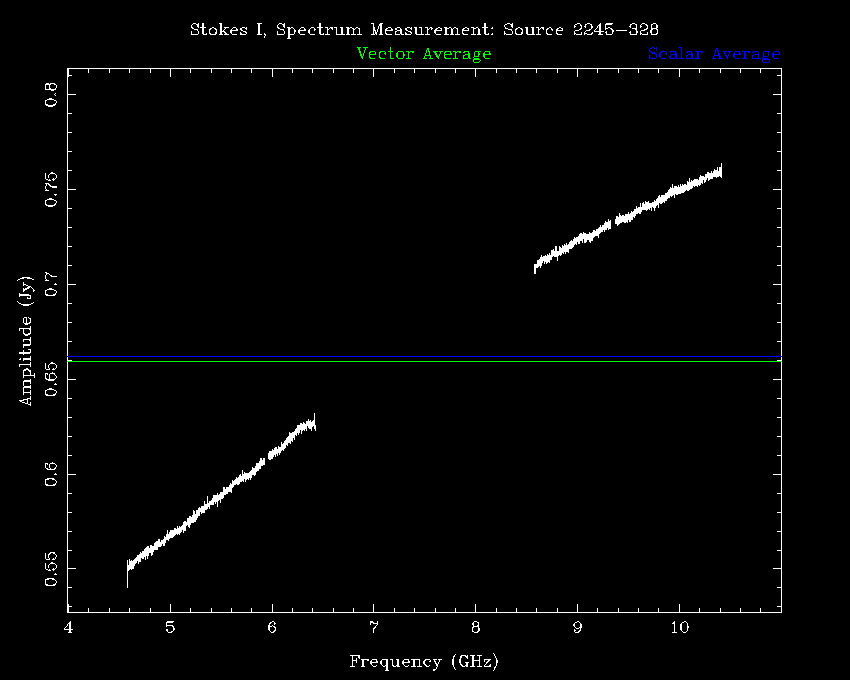 Stokes I, Spectrum Measurement: Source 2245−328
Vector Average Scalar Average
Amplitude (Jy)
0.8
0.75
0.7
0.65
0.6
0.55
4 5 6 7 8 9 10
Frequency (GHz)